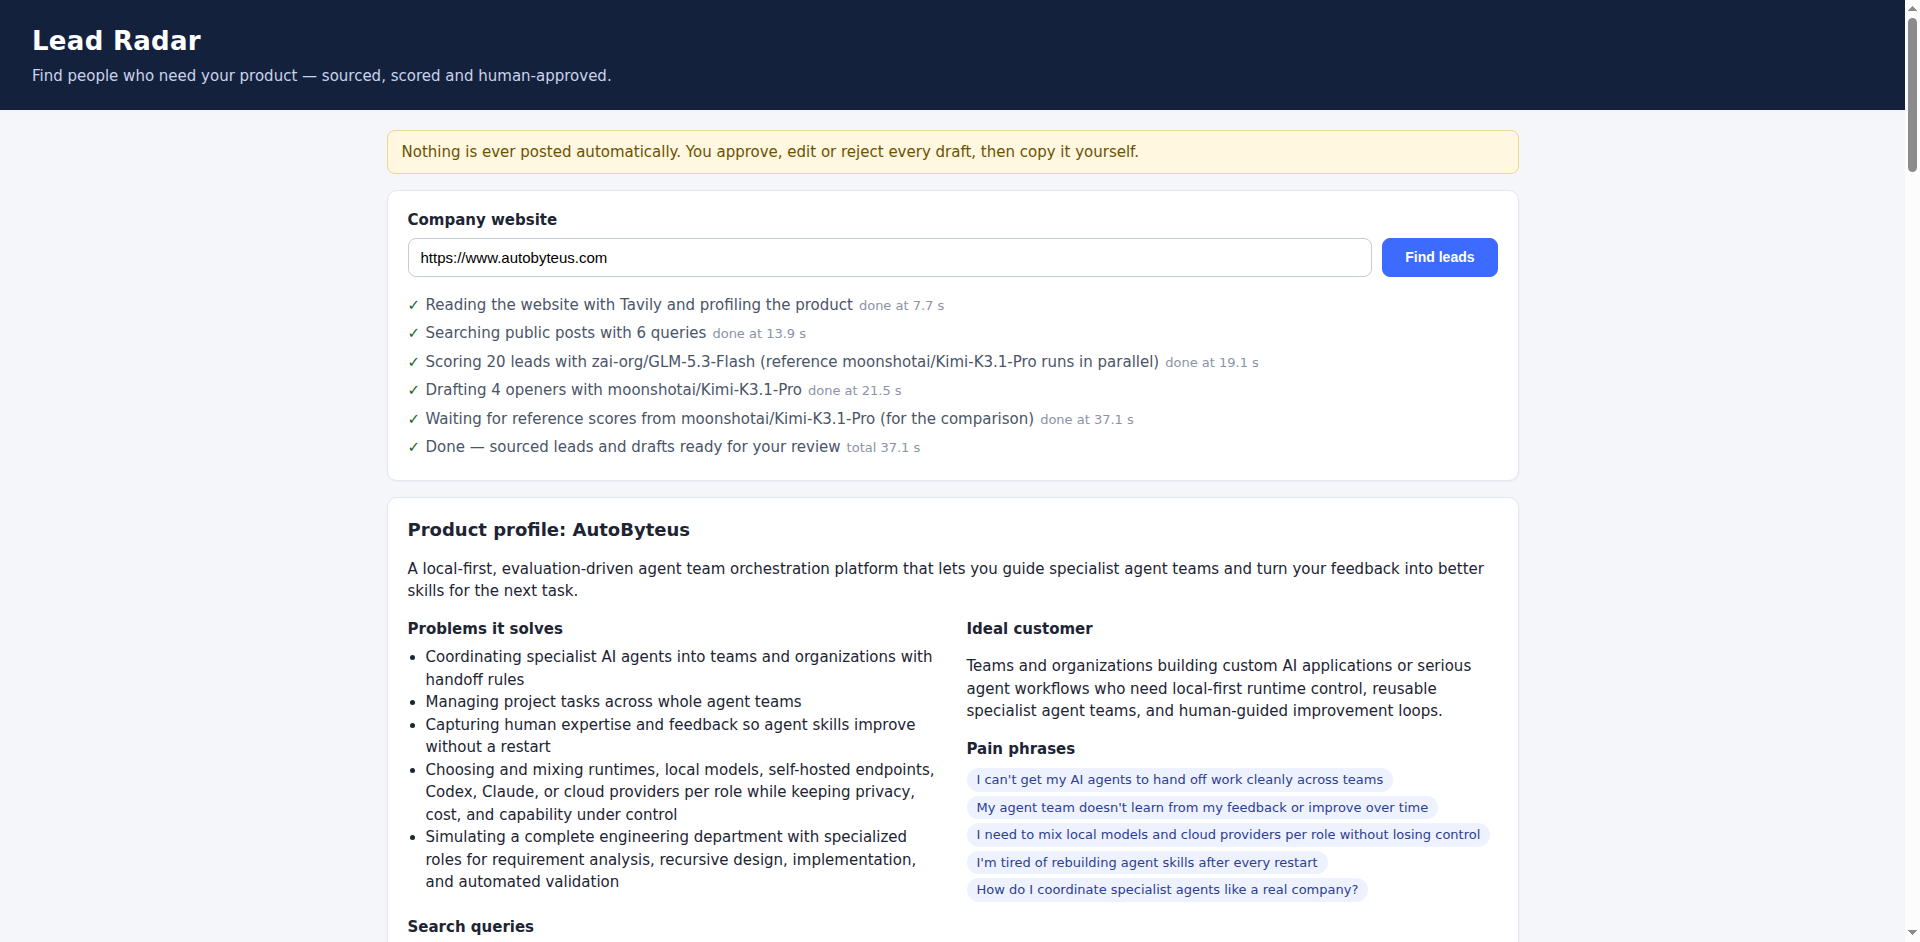 Lead Radar
Find people who need your product — sourced, scored and human-approved.
Nothing is ever posted automatically. You approve, edit or reject every draft, then copy it yourself.
Company website
https://www.autobyteus.com
Find leads
✓ Reading the website with Tavily and profiling the product done at 7.7 s
✓ Searching public posts with 6 queries done at 13.9 s
✓ Scoring 20 leads with zai-org/GLM-5.3-Flash (reference moonshotai/Kimi-K3.1-Pro runs in parallel) done at 19.1 s
✓ Drafting 4 openers with moonshotai/Kimi-K3.1-Pro done at 21.5 s
✓ Waiting for reference scores from moonshotai/Kimi-K3.1-Pro (for the comparison) done at 37.1 s
✓ Done — sourced leads and drafts ready for your review total 37.1 s
Product profile: AutoByteus
A local-first, evaluation-driven agent team orchestration platform that lets you guide specialist agent teams and turn your feedback into better
skills for the next task.
Problems it solves
• Coordinating specialist AI agents into teams and organizations with
handoff rules
• Managing project tasks across whole agent teams
• Capturing human expertise and feedback so agent skills improve
without a restart
• Choosing and mixing runtimes, local models, self-hosted endpoints,
Codex, Claude, or cloud providers per role while keeping privacy,
cost, and capability under control
• Simulating a complete engineering department with specialized
roles for requirement analysis, recursive design, implementation,
and automated validation
Ideal customer
Teams and organizations building custom AI applications or serious
agent workflows who need local-first runtime control, reusable
specialist agent teams, and human-guided improvement loops.
Pain phrases
I can't get my AI agents to hand off work cleanly across teams
My agent team doesn't learn from my feedback or improve over time
I need to mix local models and cloud providers per role without losing control
I'm tired of rebuilding agent skills after every restart
How do I coordinate specialist agents like a real company?
Search queries